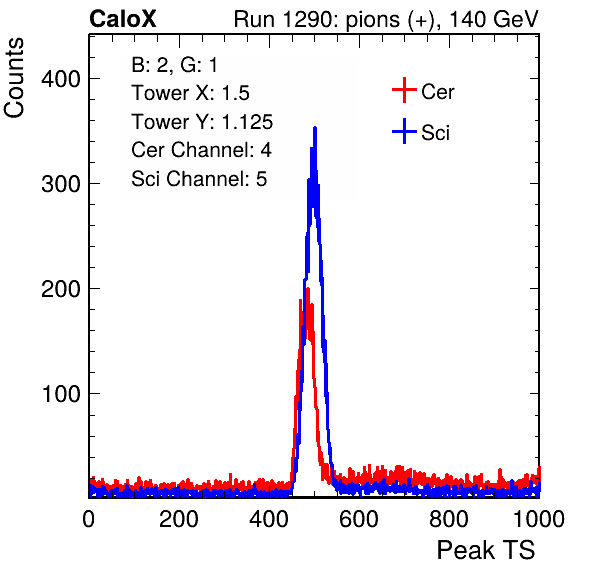 CaloX Run 1290: pions (+), 140 GeV
Counts
B: 2, G: 1
Tower X: 1.5
Tower Y: 1.125
Cer Channel: 4
Sci Channel: 5
Cer
Sci
400
300
200
100
0 200 400 600 800 1000
Peak TS